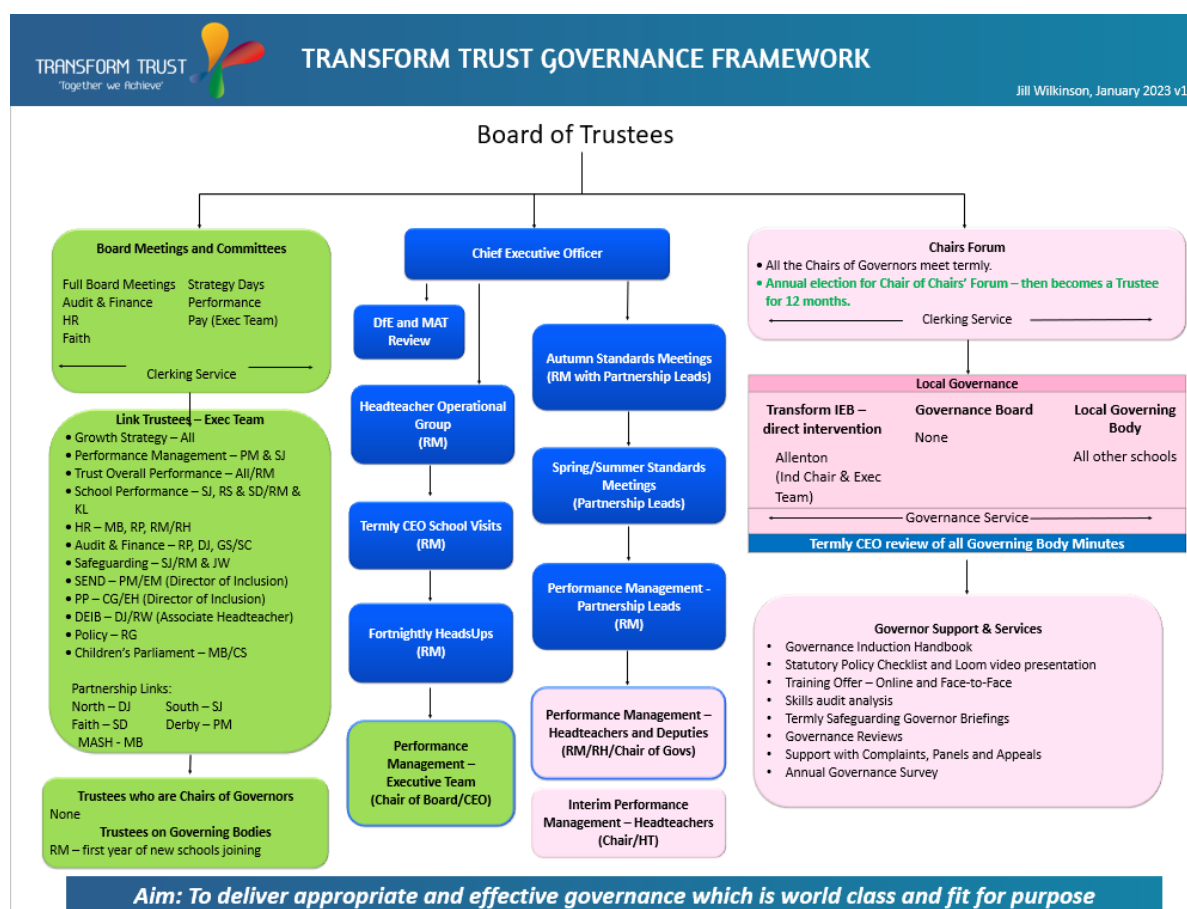 TRANSFORM TRUST
'Together we Achieve'
TRANSFORM TRUST GOVERNANCE FRAMEWORK
Jill Wilkinson, January 2023 v1
Board of Trustees
Board Meetings and Committees
Full Board Meetings
Strategy Days
Audit & Finance
Performance
HR
Pay (Exec Team)
Faith
Clerking Service
Link Trustees – Exec Team
• Growth Strategy – All
• Performance Management – PM & SJ
• Trust Overall Performance – All/RM
• School Performance – SJ, RS & SD/RM &
KL
• HR – MB, RP, RM/RH
• Audit & Finance – RP, DJ, GS/SC
• Safeguarding – SJ/RM & JW
• SEND – PM/EM (Director of Inclusion)
• PP – CG/EH (Director of Inclusion)
• DEIB – DJ/RW (Associate Headteacher)
• Policy – RG
• Children's Parliament – MB/CS
Partnership Links:
North – DJ
South – SJ
Faith – SD
Derby – PM
MASH - MB
Trustees who are Chairs of Governors
None
Trustees on Governing Bodies
RM – first year of new schools joining
Chief Executive Officer
DfE and MAT
Review
Headteacher Operational
Group
(RM)
Termly CEO School Visits
(RM)
Fortnightly HeadsUps
(RM)
Performance
Management –
Executive Team
(Chair of Board/CEO)
Autumn Standards Meetings
(RM with Partnership Leads)
Spring/Summer Standards
Meetings
(Partnership Leads)
Performance Management -
Partnership Leads
(RM)
Performance Management –
Headteachers and Deputies
(RM/RH/Chair of Govs)
Interim Performance
Management – Headteachers
(Chair/HT)
Chairs Forum
• All the Chairs of Governors meet termly.
• Annual election for Chair of Chairs' Forum – then becomes a Trustee
for 12 months.
Clerking Service
Local Governance
Transform IEB –
direct intervention
Allenton
(Ind Chair & Exec
Team)
Governance Board
None
Local Governing
Body
All other schools
Governance Service
Termly CEO review of all Governing Body Minutes
Governor Support & Services
• Governance Induction Handbook
• Statutory Policy Checklist and Loom video presentation
• Training Offer – Online and Face-to-Face
• Skills audit analysis
• Termly Safeguarding Governor Briefings
• Governance Reviews
• Support with Complaints, Panels and Appeals
• Annual Governance Survey
Aim: To deliver appropriate and effective governance which is world class and fit for purpose